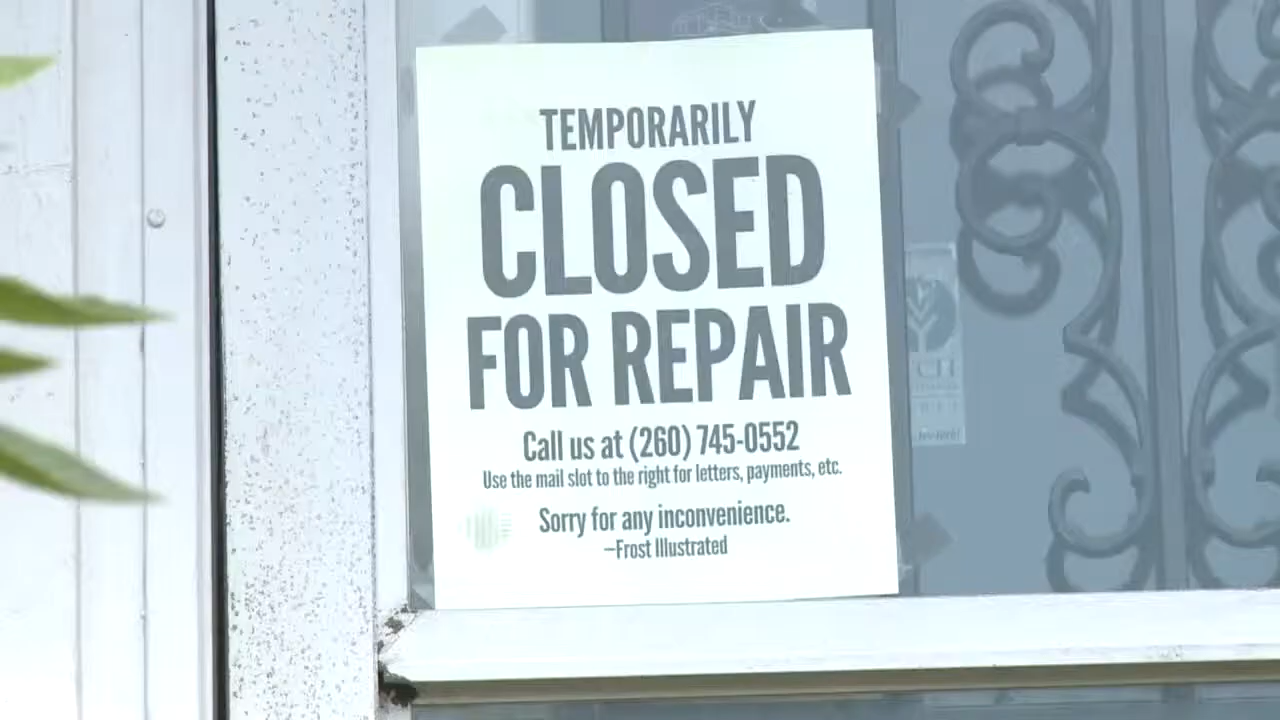 TEMPORARILY
CLOSED
FOR REPAIR
Call us at (260) 745-0552
Use the mail slot to the right for letters, payments, etc.
Sorry for any inconvenience.
–Frost Illustrated